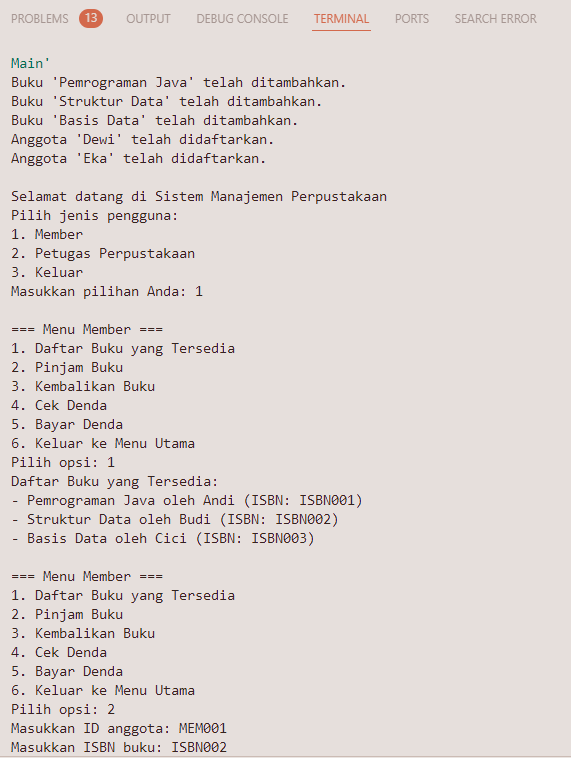 PROBLEMS 13 OUTPUT DEBUG CONSOLE TERMINAL PORTS SEARCH ERROR
Main'
Buku 'Pemrograman Java' telah ditambahkan.
Buku 'Struktur Data' telah ditambahkan.
Buku 'Basis Data' telah ditambahkan.
Anggota 'Dewi' telah didaftarkan.
Anggota 'Eka' telah didaftarkan.
Selamat datang di Sistem Manajemen Perpustakaan
Pilih jenis pengguna:
1. Member
2. Petugas Perpustakaan
3. Keluar
Masukkan pilihan Anda: 1
=== Menu Member ===
1. Daftar Buku yang Tersedia
2. Pinjam Buku
3. Kembalikan Buku
4. Cek Denda
5. Bayar Denda
6. Keluar ke Menu Utama
Pilih opsi: 1
Daftar Buku yang Tersedia:
- Pemrograman Java oleh Andi (ISBN: ISBN001)
- Struktur Data oleh Budi (ISBN: ISBN002)
- Basis Data oleh Cici (ISBN: ISBN003)
=== Menu Member ===
1. Daftar Buku yang Tersedia
2. Pinjam Buku
3. Kembalikan Buku
4. Cek Denda
5. Bayar Denda
6. Keluar ke Menu Utama
Pilih opsi: 2
Masukkan ID anggota: MEM001
Masukkan ISBN buku: ISBN002